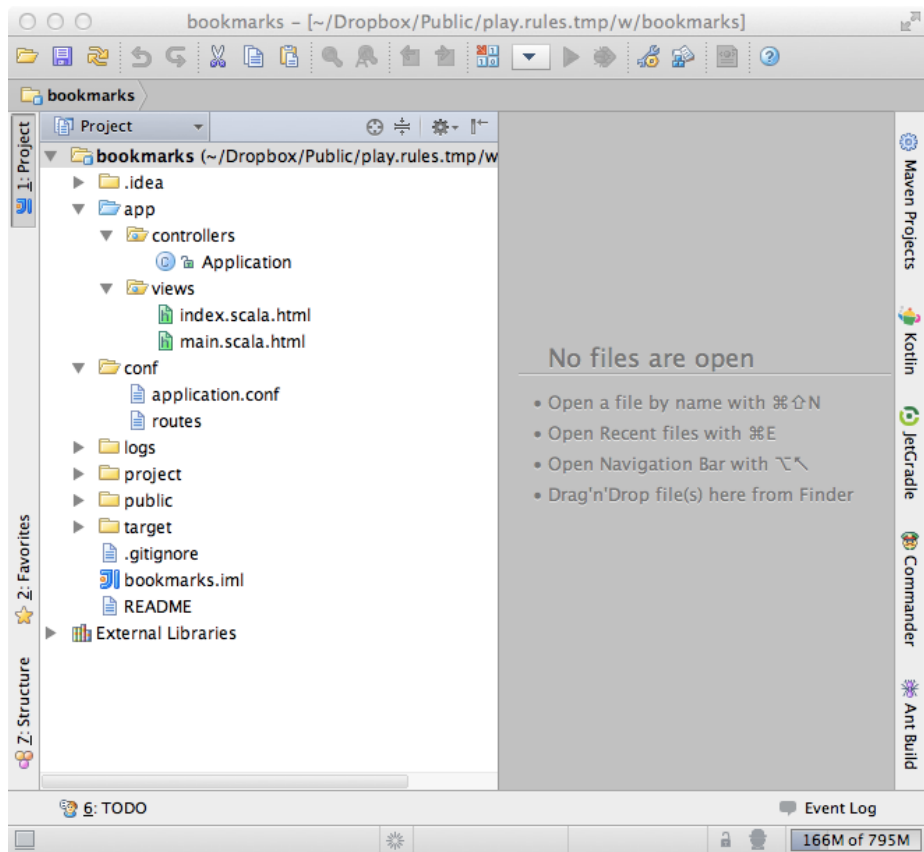 bookmarks – [~/Dropbox/Public/play.rules.tmp/w/bookmarks]
bookmarks
1: Project
2: Favorites
7: Structure
Project
bookmarks (~/Dropbox/Public/play.rules.tmp/w
.idea
app
controllers
Application
views
index.scala.html
main.scala.html
conf
application.conf
routes
logs
project
public
target
.gitignore
bookmarks.iml
README
External Libraries
No files are open
• Open a file by name with ⌘⇧N
• Open Recent files with ⌘E
• Open Navigation Bar with ⌥↖
• Drag'n'Drop file(s) here from Finder
Maven Projects
Kotlin
JetGradle
Commander
Ant Build
6: TODO
Event Log
166M of 795M